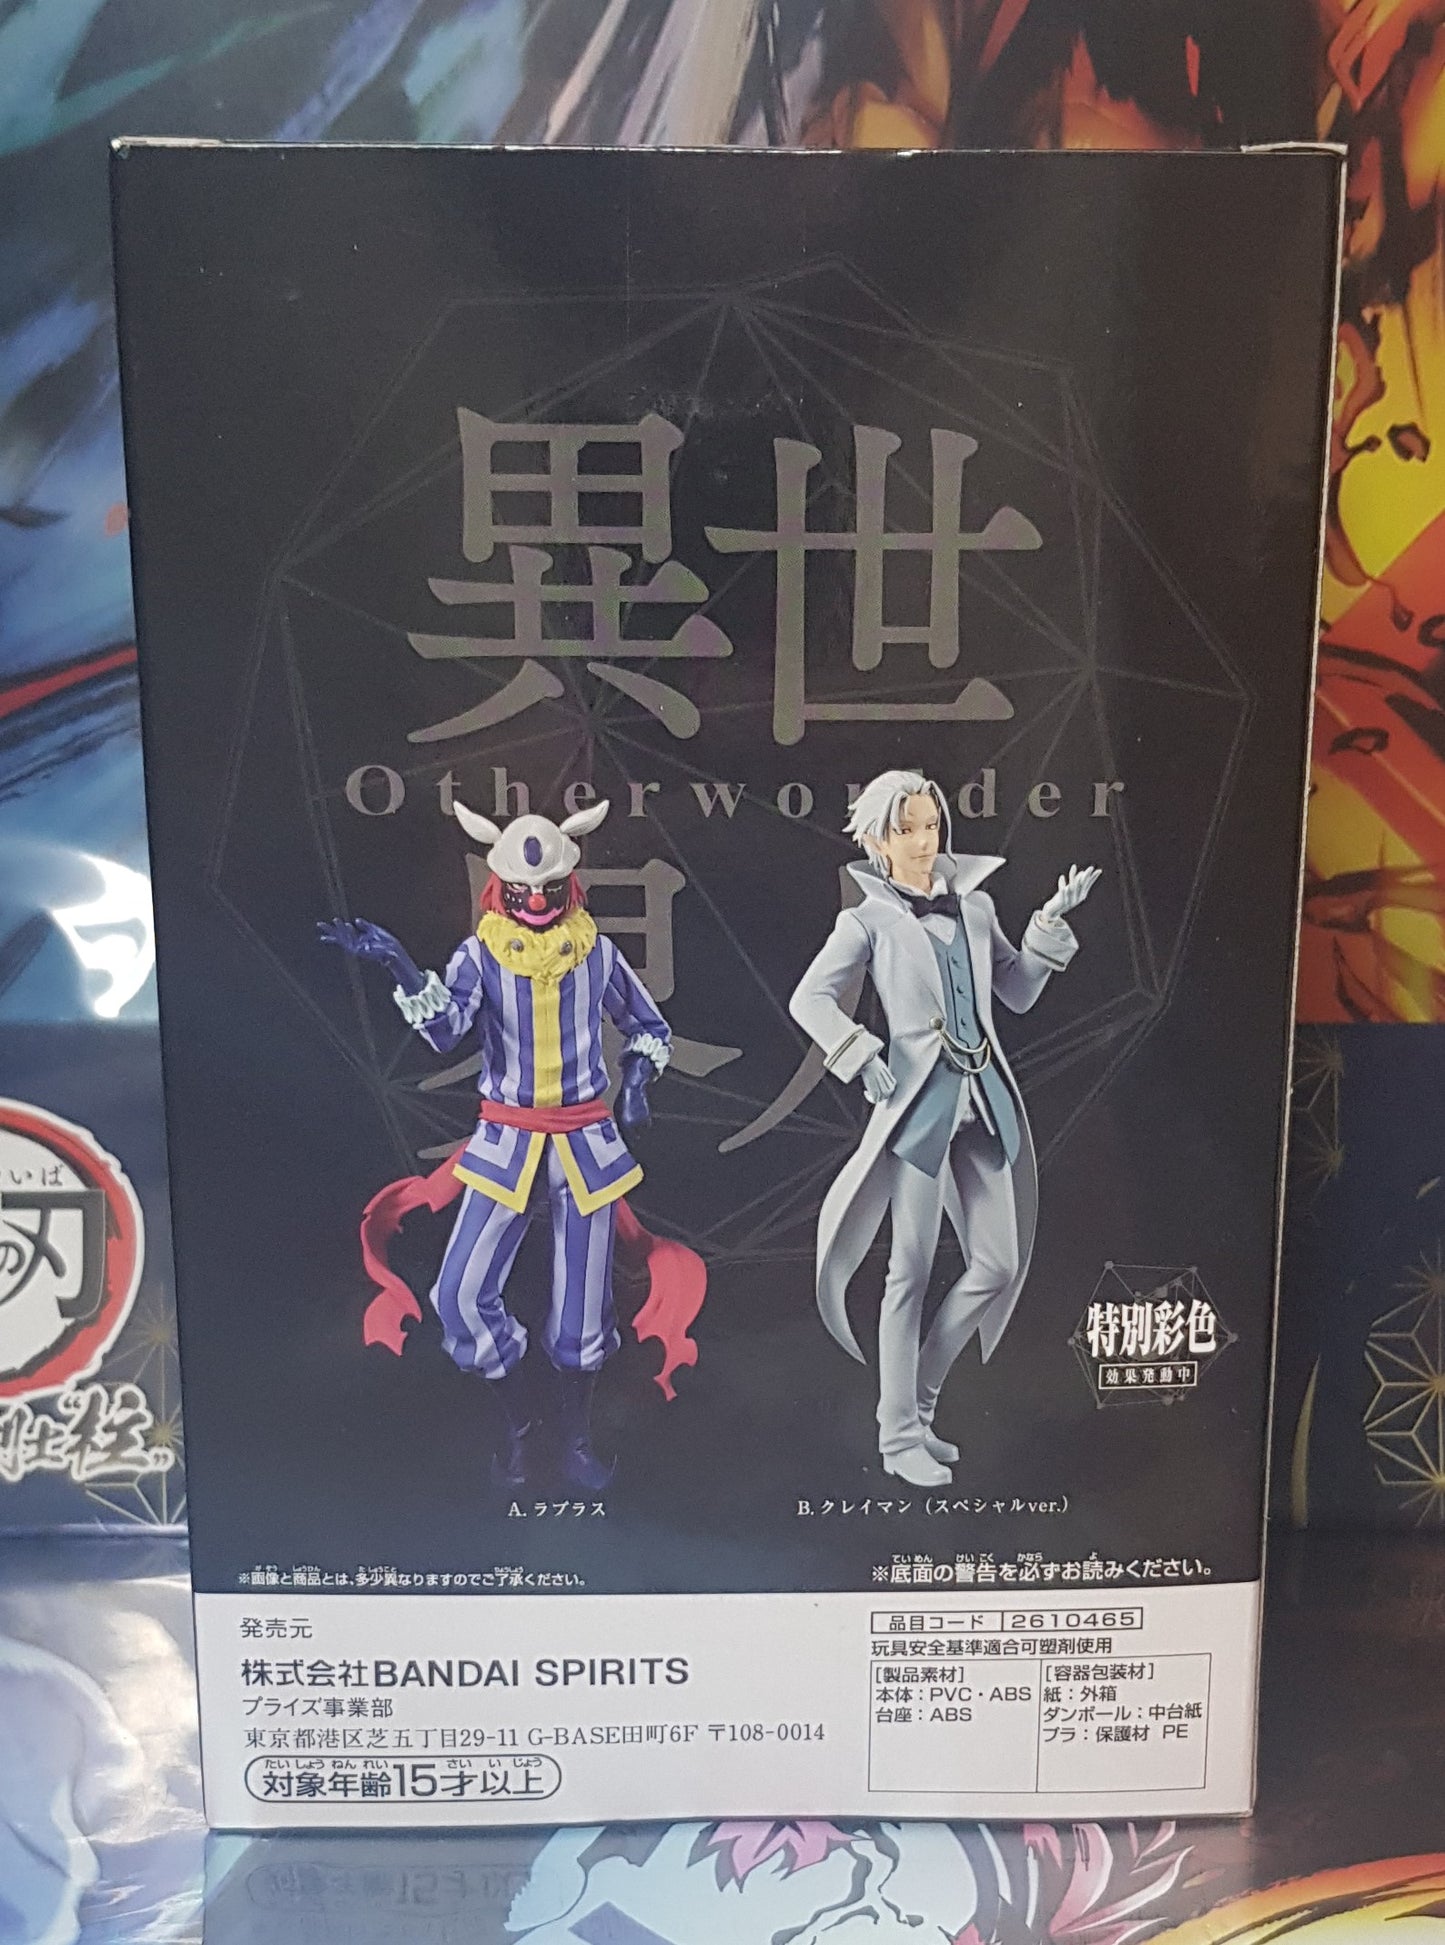 異世
Otherworlder
界人
特別彩色
効果発動中
A. ラプラス
B. クレイマン（スペシャルver.）
※画像と商品とは、多少異なりますのでご了承ください。
※底面の警告を必ずお読みください。
発売元
株式会社BANDAI SPIRITS
プライズ事業部
東京都港区芝五丁目29-11 G-BASE田町6F 〒108-0014
対象年齢15才以上
品目コード 2610465
玩具安全基準適合可塑剤使用
[製品素材]
本体：PVC・ABS
台座：ABS
[容器包装材]
紙：外箱
ダンボール：中台紙
プラ：保護材 PE
いば
の刃
"柱"